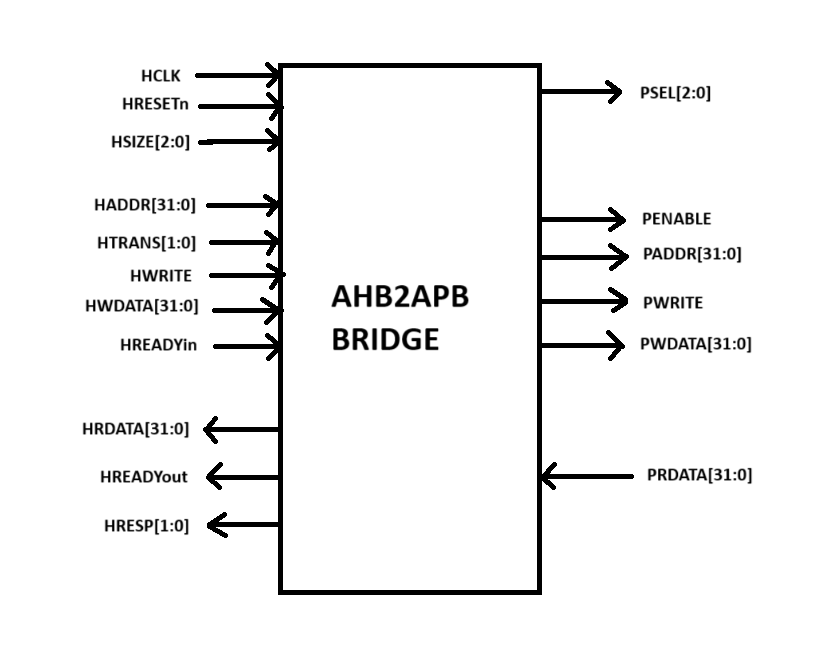 HCLK
HRESETn
HSIZE[2:0]
HADDR[31:0]
HTRANS[1:0]
HWRITE
HWDATA[31:0]
HREADYin
HRDATA[31:0]
HREADYout
HRESP[1:0]
AHB2APB
BRIDGE
PSEL[2:0]
PENABLE
PADDR[31:0]
PWRITE
PWDATA[31:0]
PRDATA[31:0]